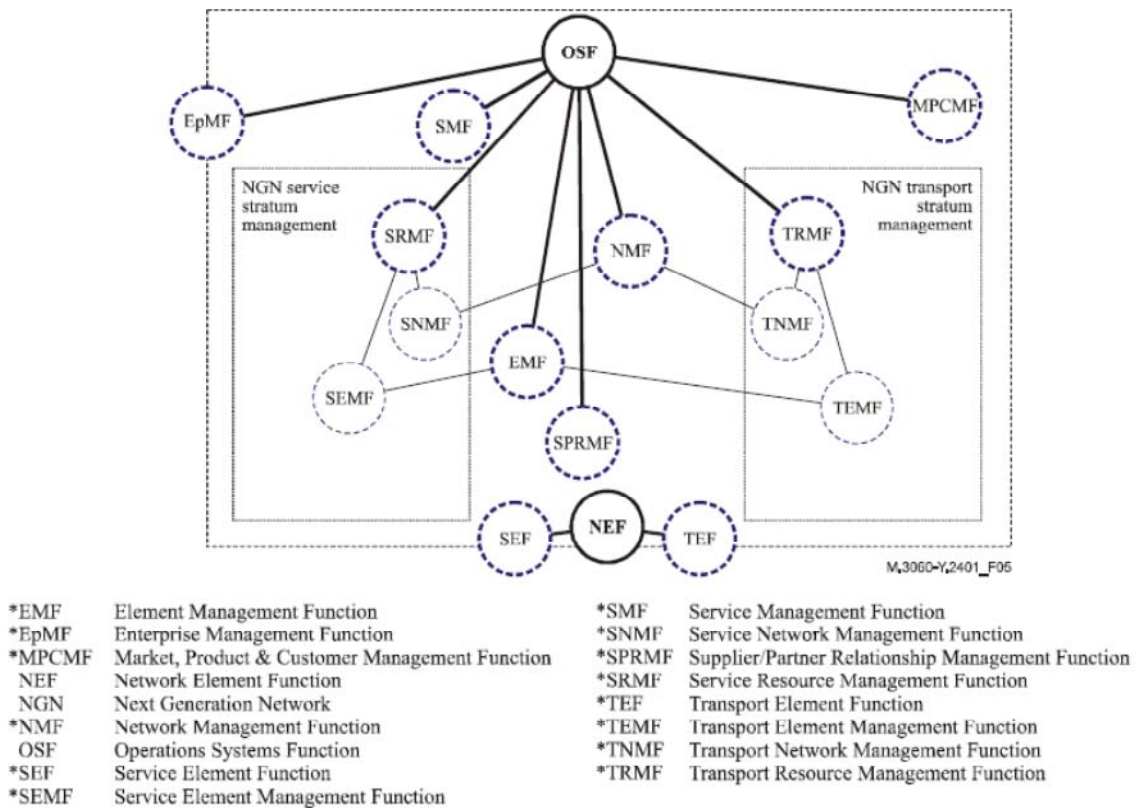 OSF
EpMF
SMF
MPCMF
NGN service
stratum
management
NGN transport
stratum
management
SRMF
NMF
TRMF
SNMF
TNMF
EMF
SEMF
TEMF
SPRMF
SEF
NEF
TEF
M.3060-Y.2401_F05
*EMF Element Management Function
*EpMF Enterprise Management Function
*MPCMF Market, Product & Customer Management Function
NEF Network Element Function
NGN Next Generation Network
*NMF Network Management Function
OSF Operations Systems Function
*SEF Service Element Function
*SEMF Service Element Management Function
*SMF Service Management Function
*SNMF Service Network Management Function
*SPRMF Supplier/Partner Relationship Management Function
*SRMF Service Resource Management Function
*TEF Transport Element Function
*TEMF Transport Element Management Function
*TNMF Transport Network Management Function
*TRMF Transport Resource Management Function